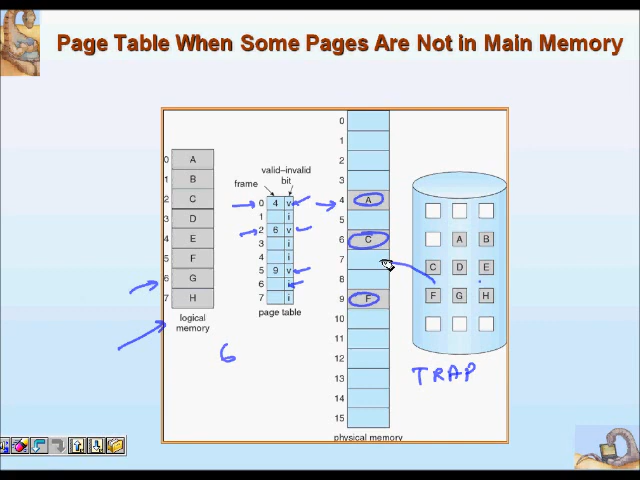 Page Table When Some Pages Are Not in Main Memory
valid–invalid
bit
frame
0 A
1 B
2 C
3 D
4 E
5 F
6 G
7 H
logical
memory
0 4 v
1 i
2 6 v
3 i
4 i
5 9 v
6 i
7 i
page table
0
1
2
3
4 A
5
6 C
7
8
9 F
10
11
12
13
14
15
physical memory
A B
C D E
F G H
6
TRAP